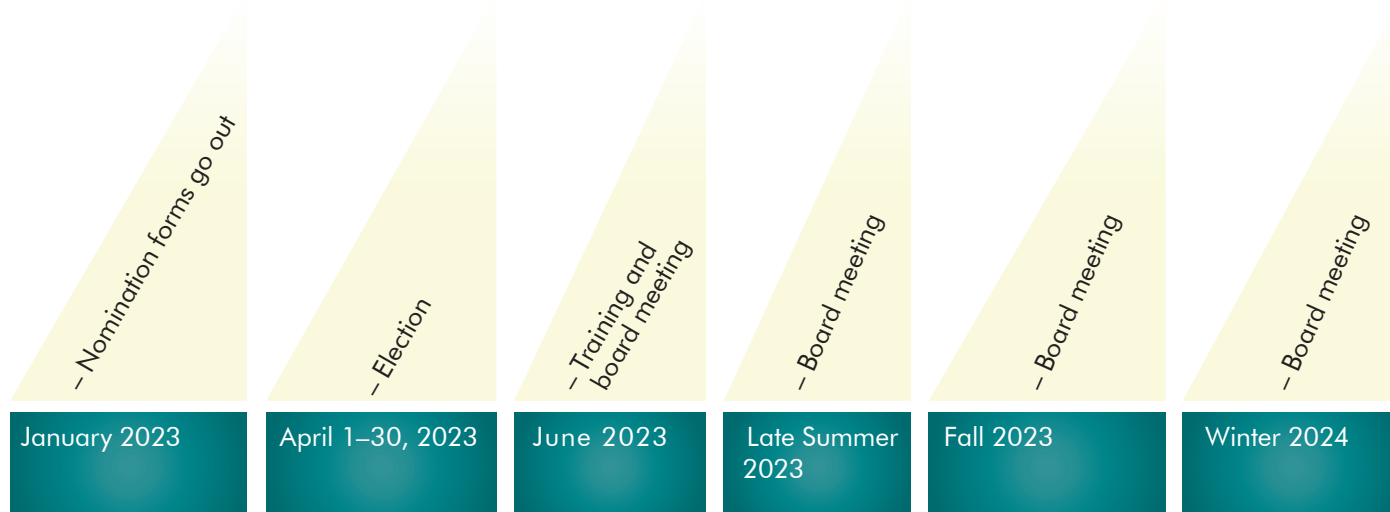 – Nomination forms go out
January 2023
– Election
April 1–30, 2023
– Training and
board meeting
June 2023
– Board meeting
Late Summer
2023
– Board meeting
Fall 2023
– Board meeting
Winter 2024